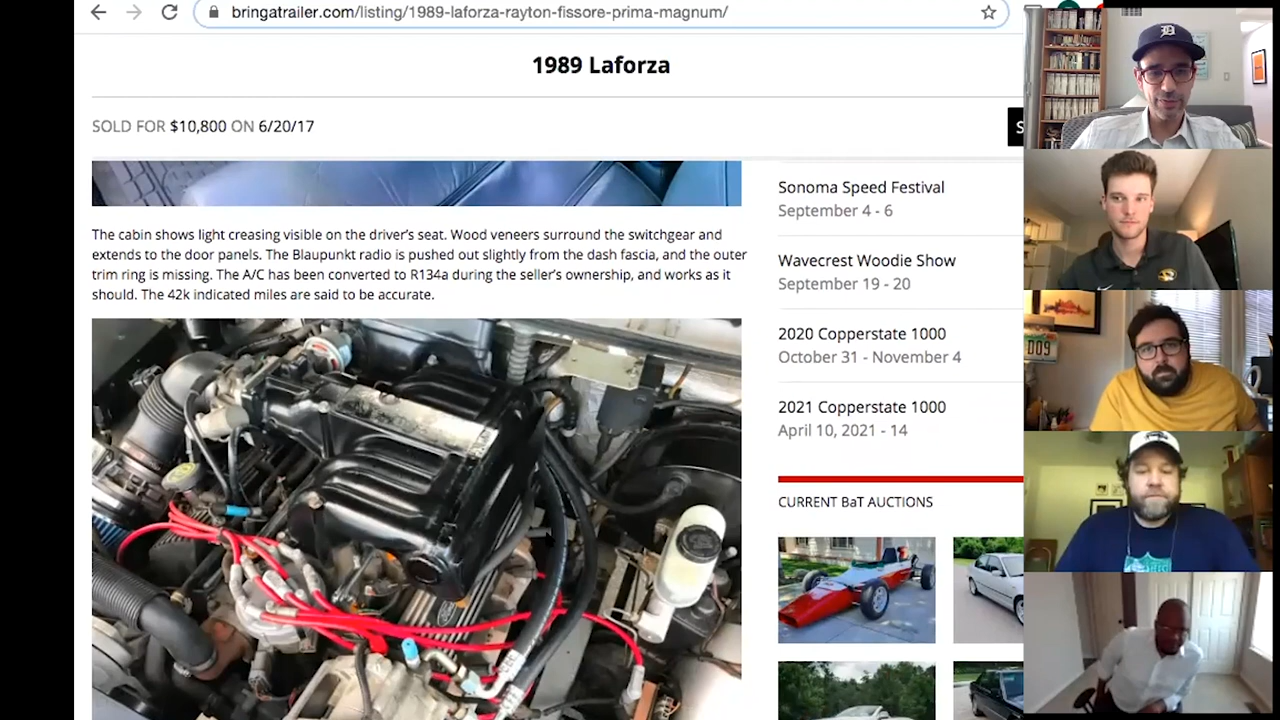 bringatrailer.com/listing/1989-laforza-rayton-fissore-prima-magnum/
1989 Laforza
SOLD FOR $10,800 ON 6/20/17
S
The cabin shows light creasing visible on the driver's seat. Wood veneers surround the switchgear and
extends to the door panels. The Blaupunkt radio is pushed out slightly from the dash fascia, and the outer
trim ring is missing. The A/C has been converted to R134a during the seller's ownership, and works as it
should. The 42k indicated miles are said to be accurate.
Sonoma Speed Festival
September 4 - 6
Wavecrest Woodie Show
September 19 - 20
2020 Copperstate 1000
October 31 - November 4
2021 Copperstate 1000
April 10, 2021 - 14
CURRENT BaT AUCTIONS
D
DO9